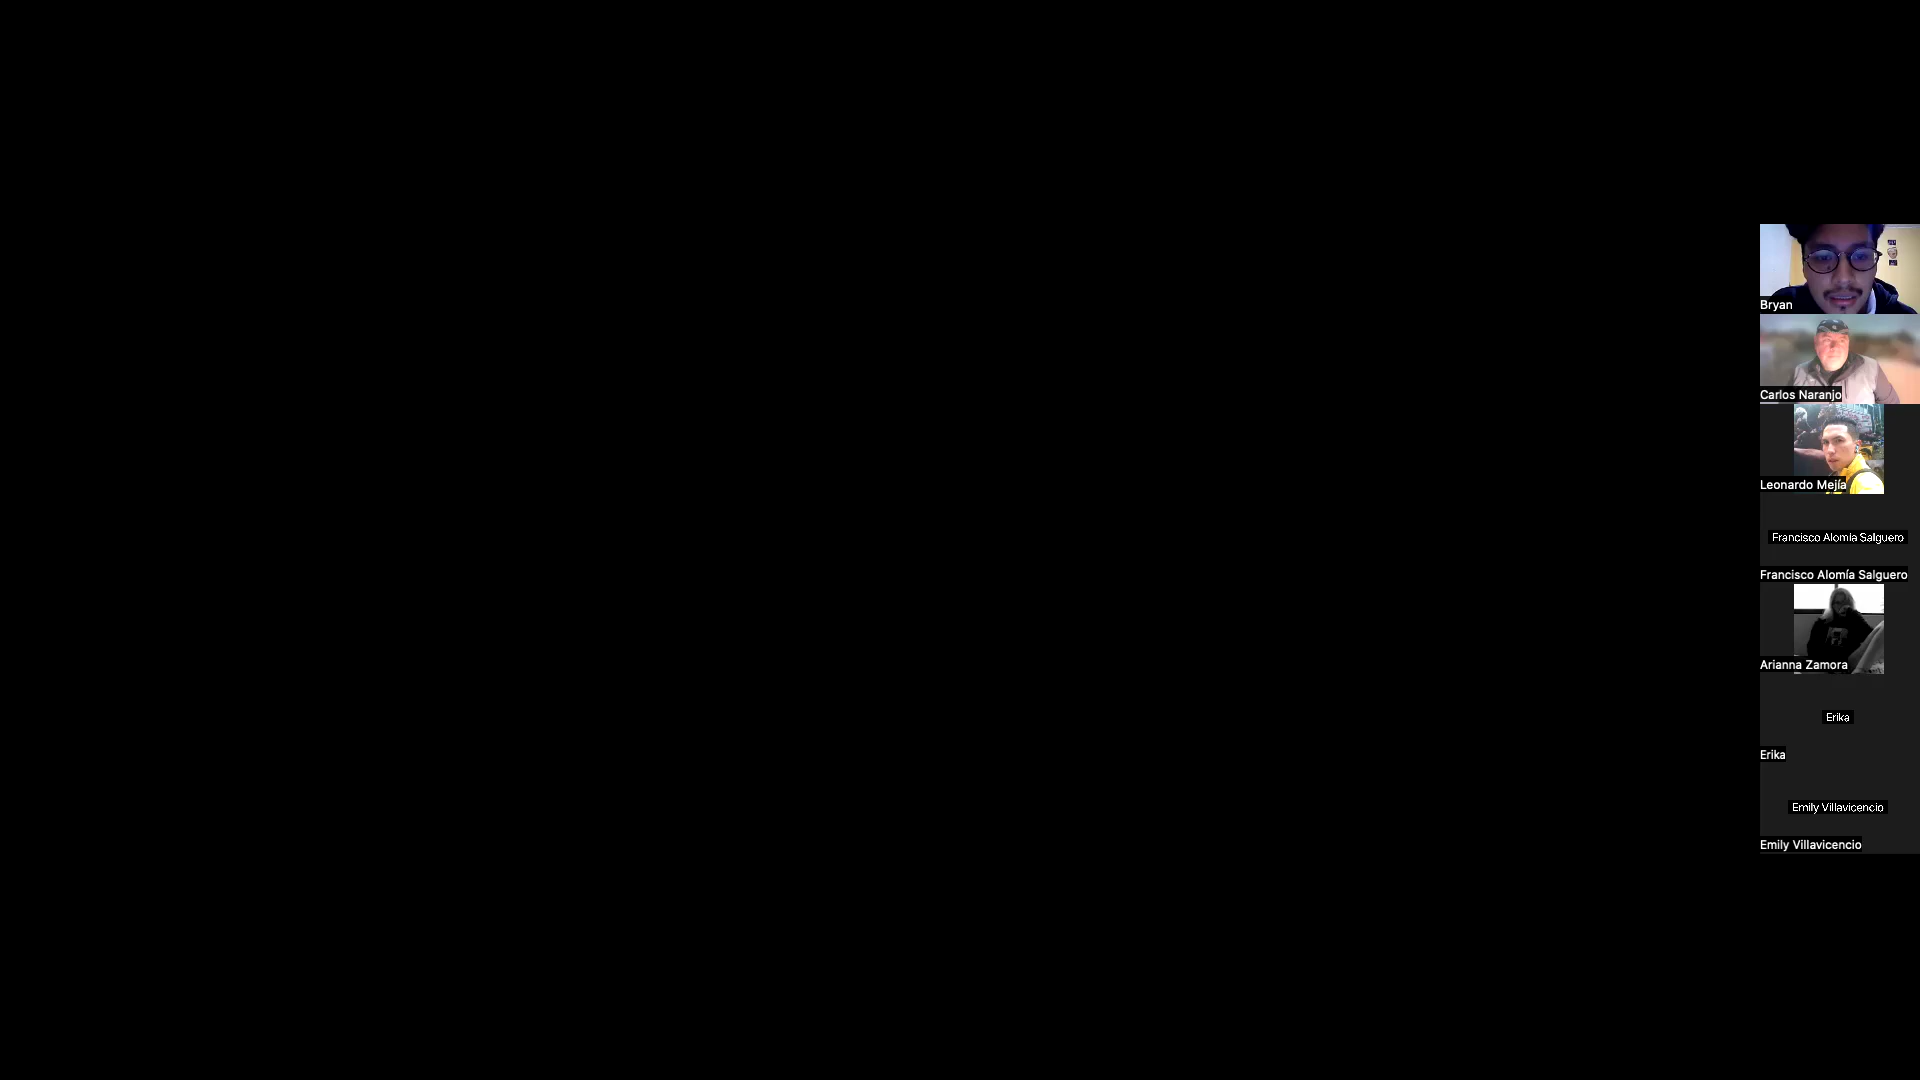 Bryan
Carlos Naranjo
Leonardo Mejía
Francisco Alomía Salguero
Francisco Alomía Salguero
Arianna Zamora
Erika
Erika
Emily Villavicencio
Emily Villavicencio